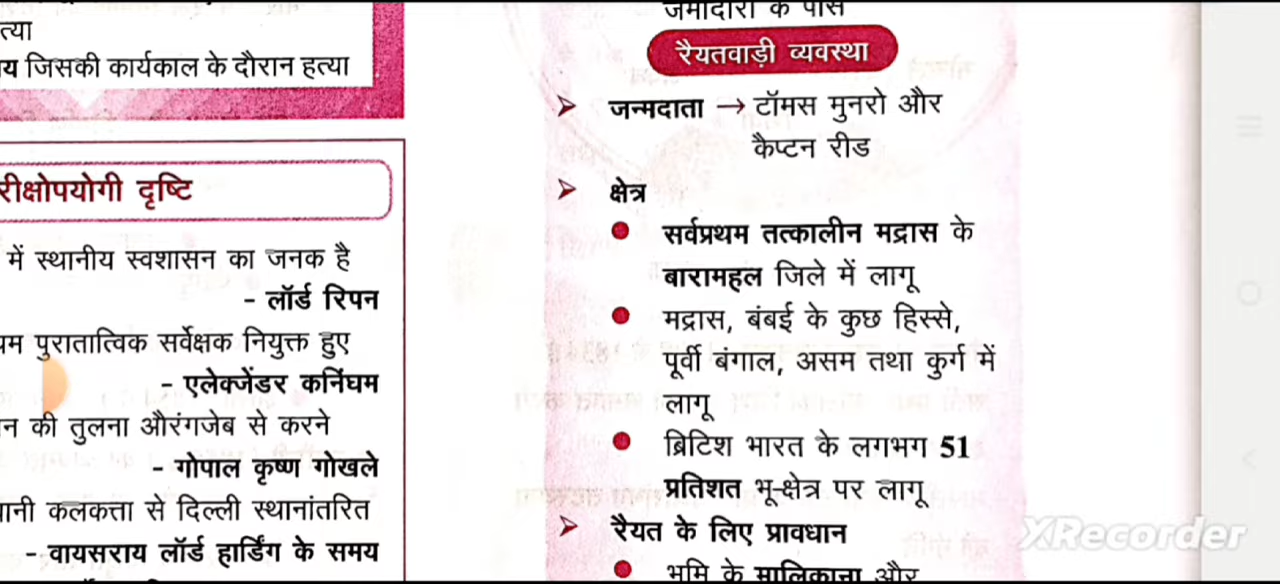 त्या
य जिसकी कार्यकाल के दौरान हत्या
रीक्षोपयोगी दृष्टि
में स्थानीय स्वशासन का जनक है
- लॉर्ड रिपन
पुरातात्विक सर्वेक्षक नियुक्त हुए
- एलेक्जेंडर कनिंघम
न की तुलना औरंगजेब से करने
- गोपाल कृष्ण गोखले
कलकत्ता से दिल्ली स्थानांतरित
- वायसराय लॉर्ड हार्डिंग के समय
जमींदारों के पास
रैयतवाड़ी व्यवस्था
➤ जन्मदाता → टॉमस मुनरो और
कैप्टन रीड
➤ क्षेत्र
● सर्वप्रथम तत्कालीन मद्रास के
बारामहल जिले में लागू
● मद्रास, बंबई के कुछ हिस्से,
पूर्वी बंगाल, असम तथा कुर्ग में
लागू
● ब्रिटिश भारत के लगभग 51
प्रतिशत भू-क्षेत्र पर लागू
➤ रैयत के लिए प्रावधान
● भूमि के मालिकाना और
XRecorder